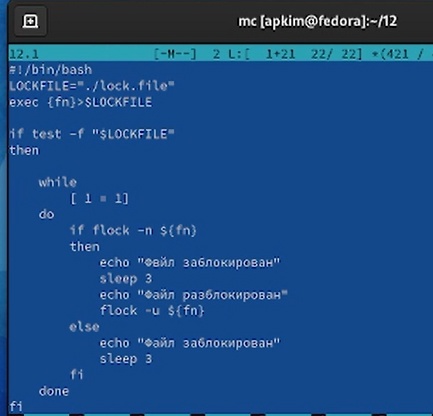 mc [apkim@fedora]:~/12
12.1 [-M--] 2 L:[ 1+21 22/ 22] *(421 /
#!/bin/bash
LOCKFILE="./lock.file"
exec {fn}>$LOCKFILE
if test -f "$LOCKFILE"
then
while
[ 1 = 1]
do
if flock -n ${fn}
then
echo "Файл заблокирован"
sleep 3
echo "Файл разблокирован"
flock -u ${fn}
else
echo "Файл заблокирован"
sleep 3
fi
done
fi